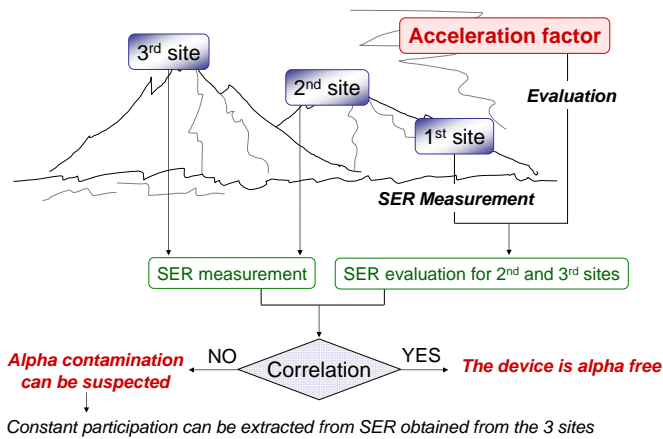 Acceleration factor
3rd site
2nd site
Evaluation
1st site
SER Measurement
SER measurement
SER evaluation for 2nd and 3rd sites
NO
YES
Correlation
Alpha contamination
can be suspected
The device is alpha free
Constant participation can be extracted from SER obtained from the 3 sites